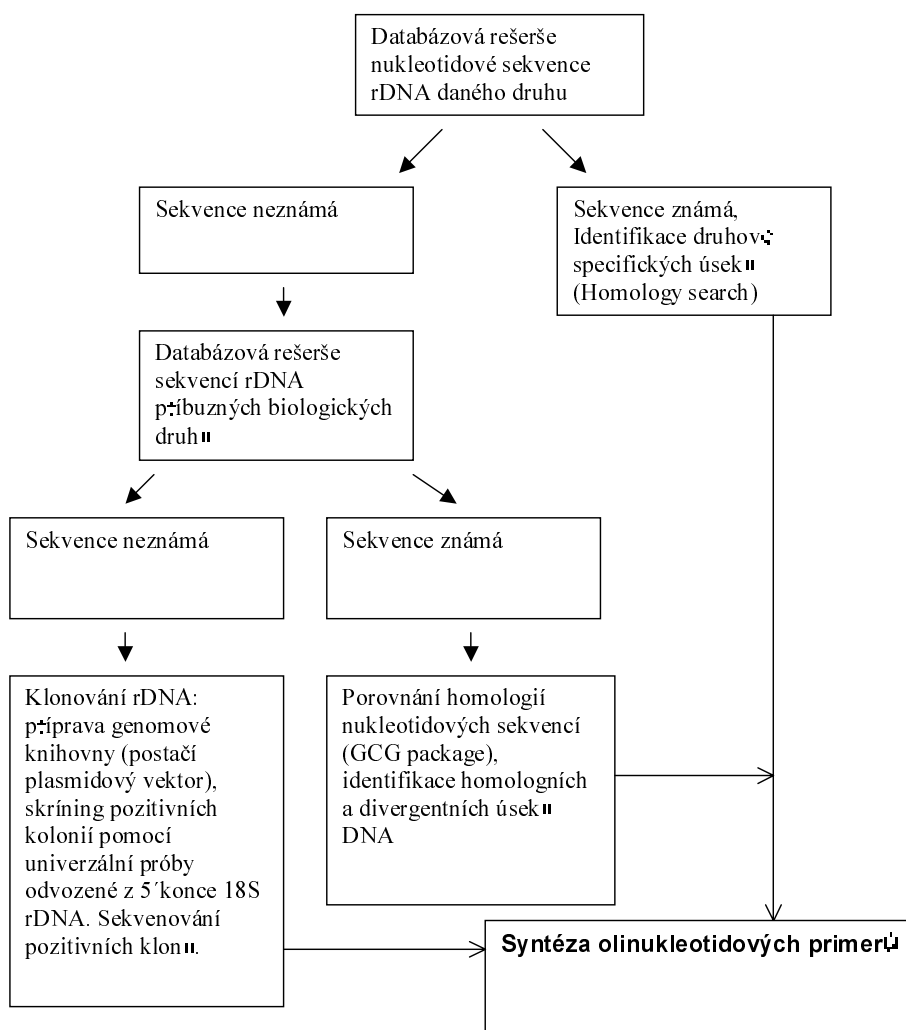 Databázová rešerše
nukleotidové sekvence
rDNA daného druhu
Sekvence neznámá
Sekvence známá,
Identifikace druhově
specifických úseků
(Homology search)
Databázová rešerše
sekvencí rDNA
příbuzných biologických
druhů
Sekvence neznámá
Sekvence známá
Klonování rDNA:
příprava genomové
knihovny (postačí
plasmidový vektor),
skríning pozitivních
kolonií pomocí
univerzální próby
odvozené z 5´konce 18S
rDNA. Sekvenování
pozitivních klonů.
Porovnání homologií
nukleotidových sekvencí
(GCG package),
identifikace homologních
a divergentních úseků
DNA
Syntéza olinukleotidových primerů